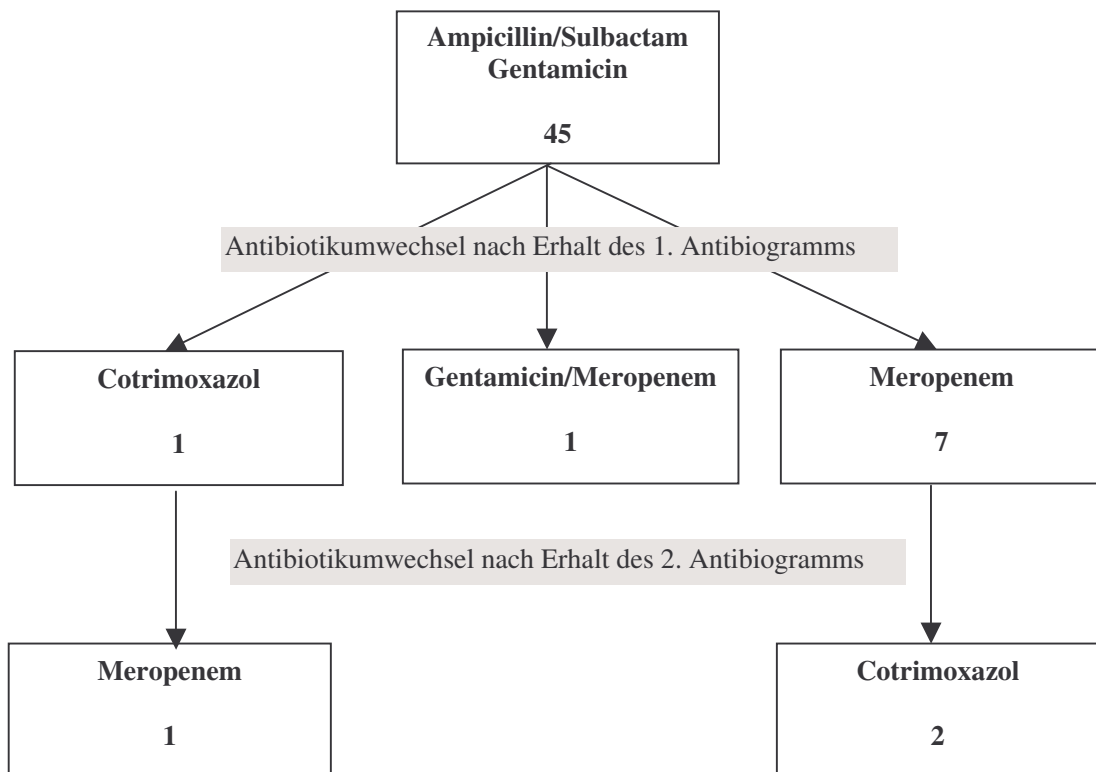 Ampicillin/Sulbactam
Gentamicin
45
Antibiotikumwechsel nach Erhalt des 1. Antibiogramms
Cotrimoxazol
1
Gentamicin/Meropenem
1
Meropenem
7
Antibiotikumwechsel nach Erhalt des 2. Antibiogramms
Meropenem
1
Cotrimoxazol
2